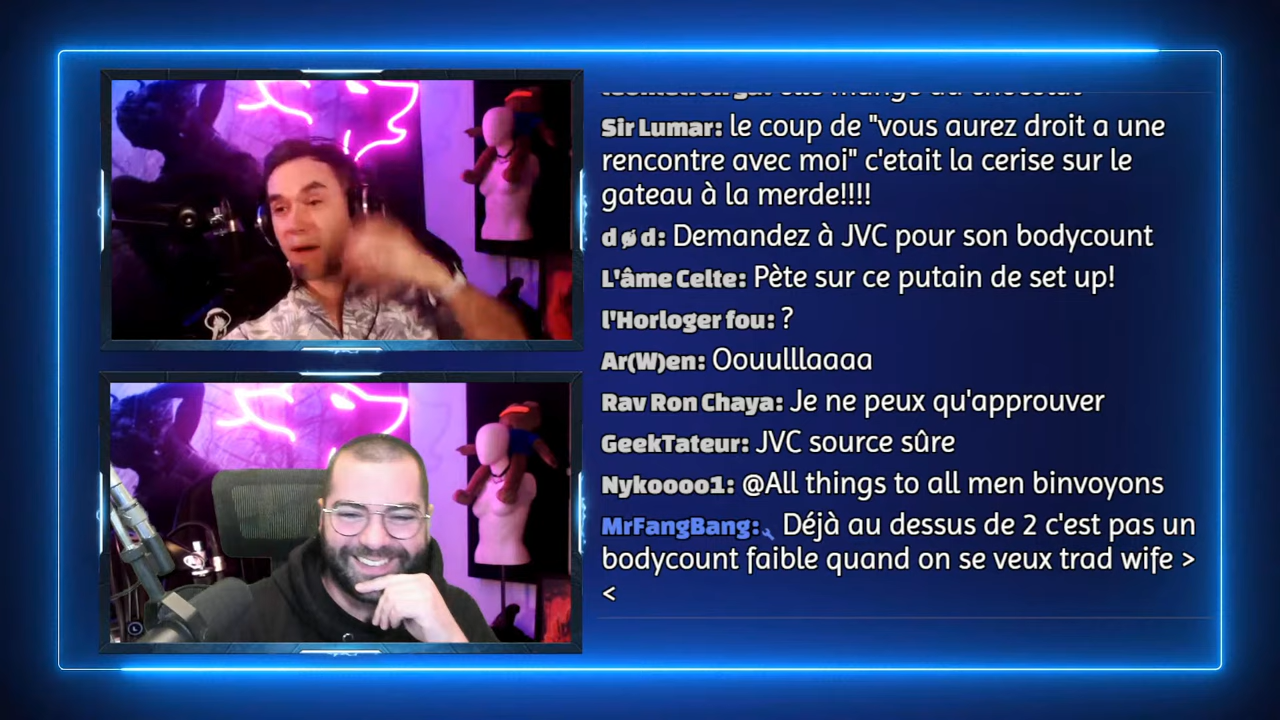 Sir Lumar: le coup de "vous aurez droit a une
rencontre avec moi" c'etait la cerise sur le
gateau à la merde!!!!
d ø d: Demandez à JVC pour son bodycount
L'âme Celte: Pète sur ce putain de set up!
l'Horloger fou: ?
Ar(W)en: Oouulllaaaa
Rav Ron Chaya: Je ne peux qu'approuver
GeekTateur: JVC source sûre
Nykoooo1: @All things to all men binvoyons
MrFangBang: Déjà au dessus de 2 c'est pas un
bodycount faible quand on se veux trad wife >
<